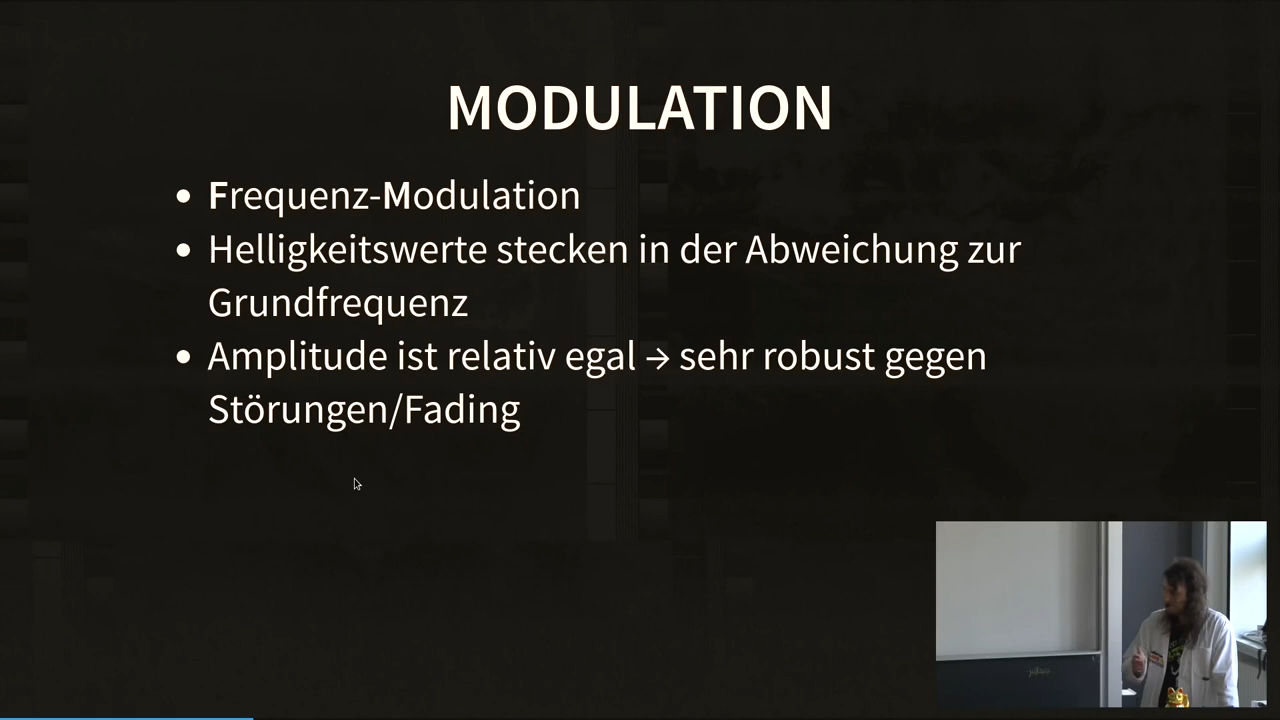 MODULATION
Frequenz-Modulation
Helligkeitswerte stecken in der Abweichung zur
Grundfrequenz
Amplitude ist relativ egal → sehr robust gegen
Störungen/Fading